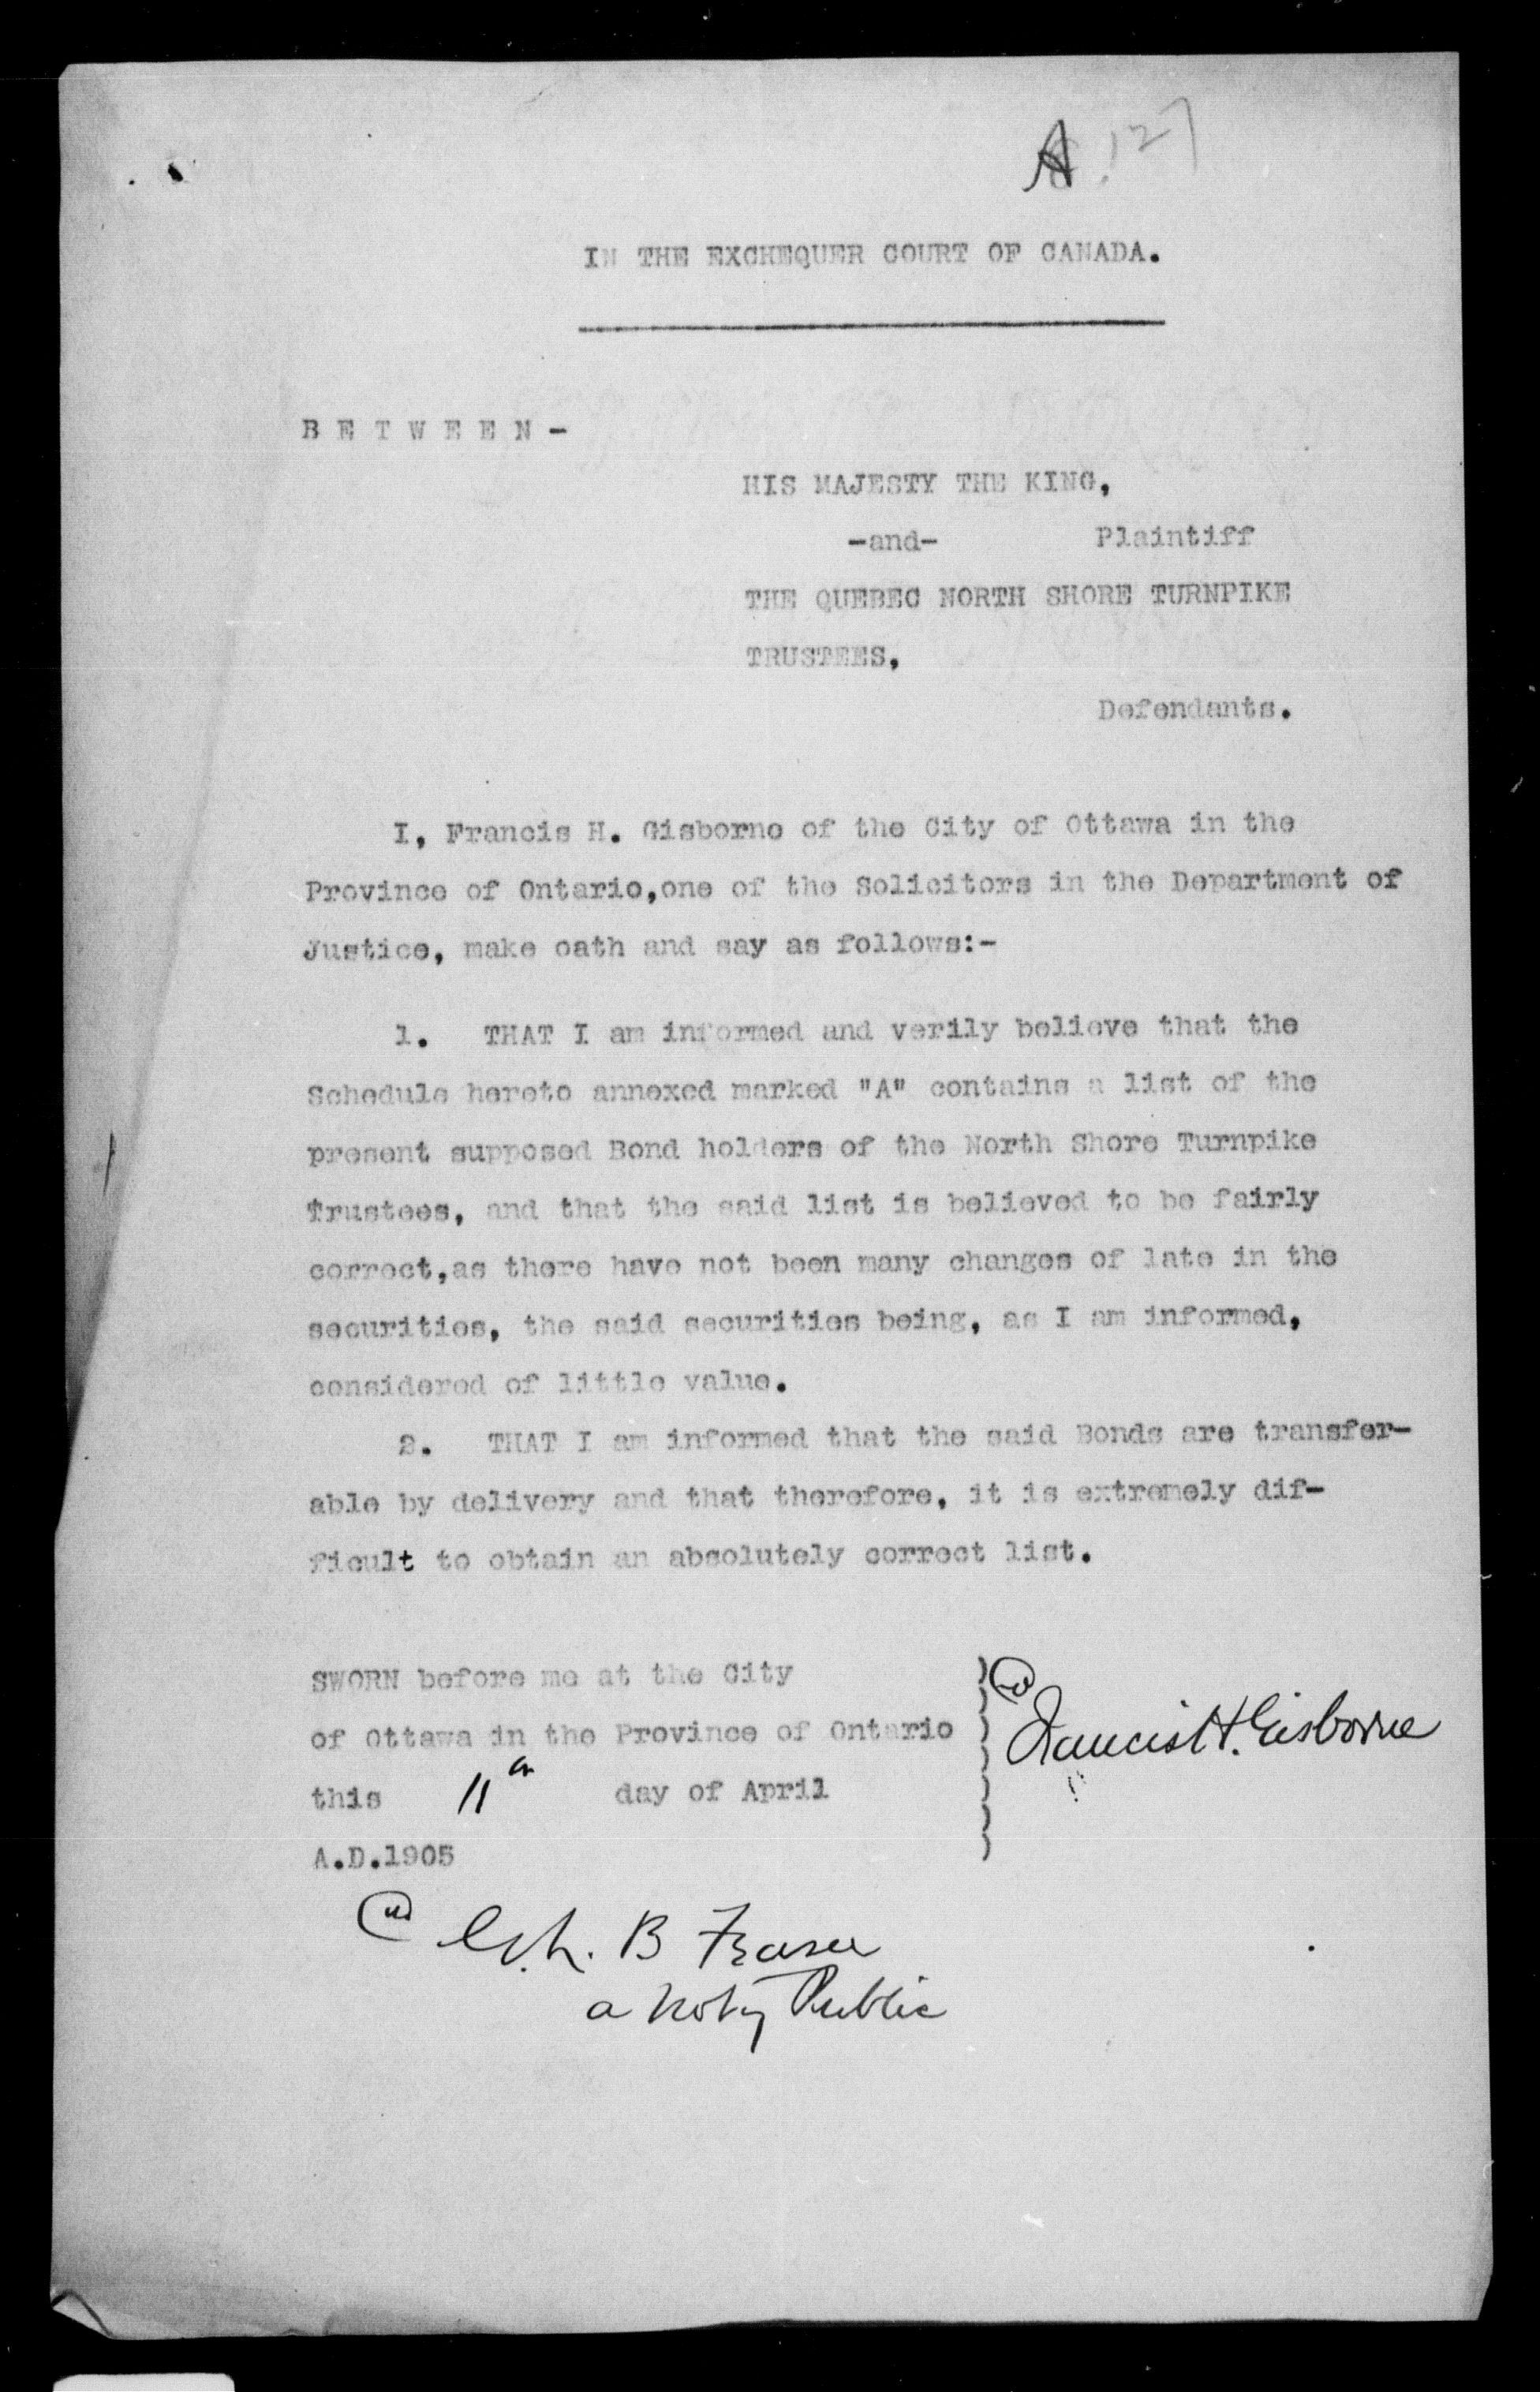 A 127
IN THE EXCHEQUER COURT OF CANADA.
B E T W E E N -
HIS MAJESTY THE KING,
-and- Plaintiff
THE QUEBEC NORTH SHORE TURNPIKE
TRUSTEES,
Defendants.
I, Francis H. Gisborne of the City of Ottawa in the
Province of Ontario,one of the Solicitors in the Department of
Justice, make oath and say as follows:-
1. THAT I am informed and verily believe that the
Schedule hereto annexed marked "A" contains a list of the
present supposed Bond holders of the North Shore Turnpike
Trustees, and that the said list is believed to be fairly
correct,as there have not been many changes of late in the
securities, the said securities being, as I am informed,
considered of little value.
2. THAT I am informed that the said Bonds are transfer-
able by delivery and that therefore, it is extremely dif-
ficult to obtain an absolutely correct list.
SWORN before me at the City
of Ottawa in the Province of Ontario
Francis H. Gisborne
this 11th day of April
A.D.1905
B Fraser
a Noty Public